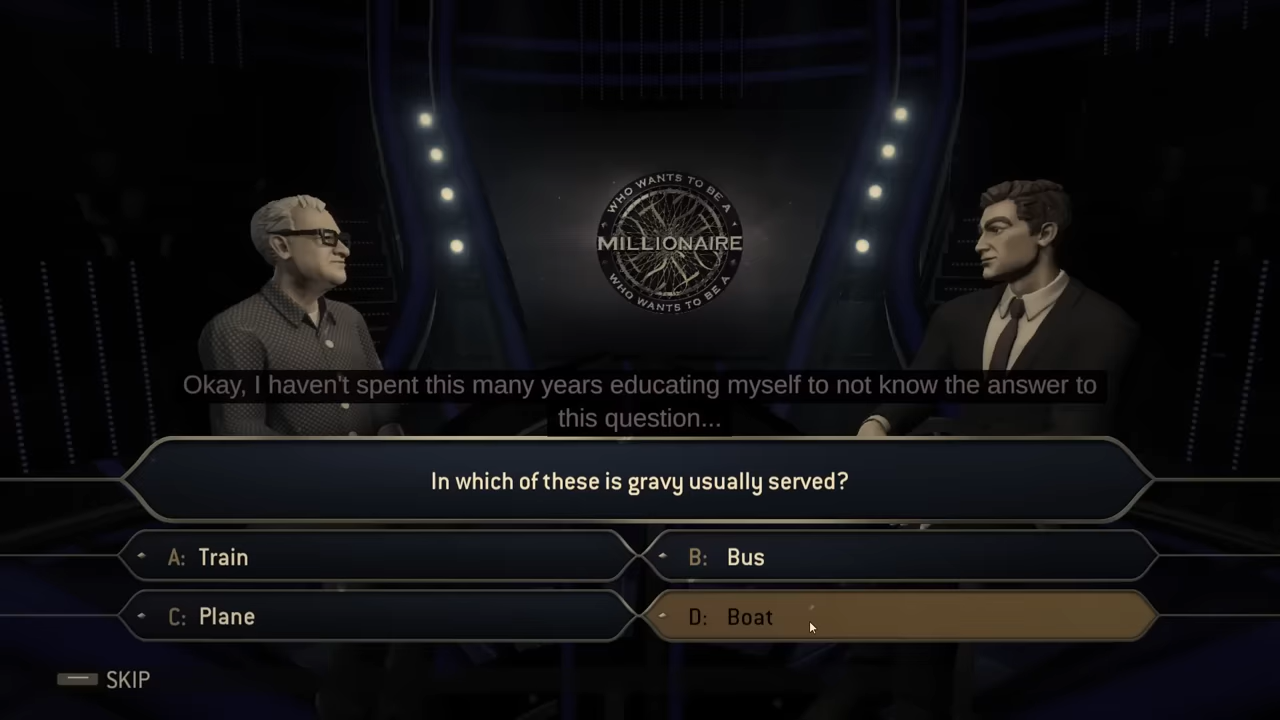 WHO WANTS TO BE A
MILLIONAIRE
WHO WANTS TO BE A
Okay, I haven't spent this many years educating myself to not know the answer to
this question...
In which of these is gravy usually served?
A: Train
B: Bus
C: Plane
D: Boat
SKIP